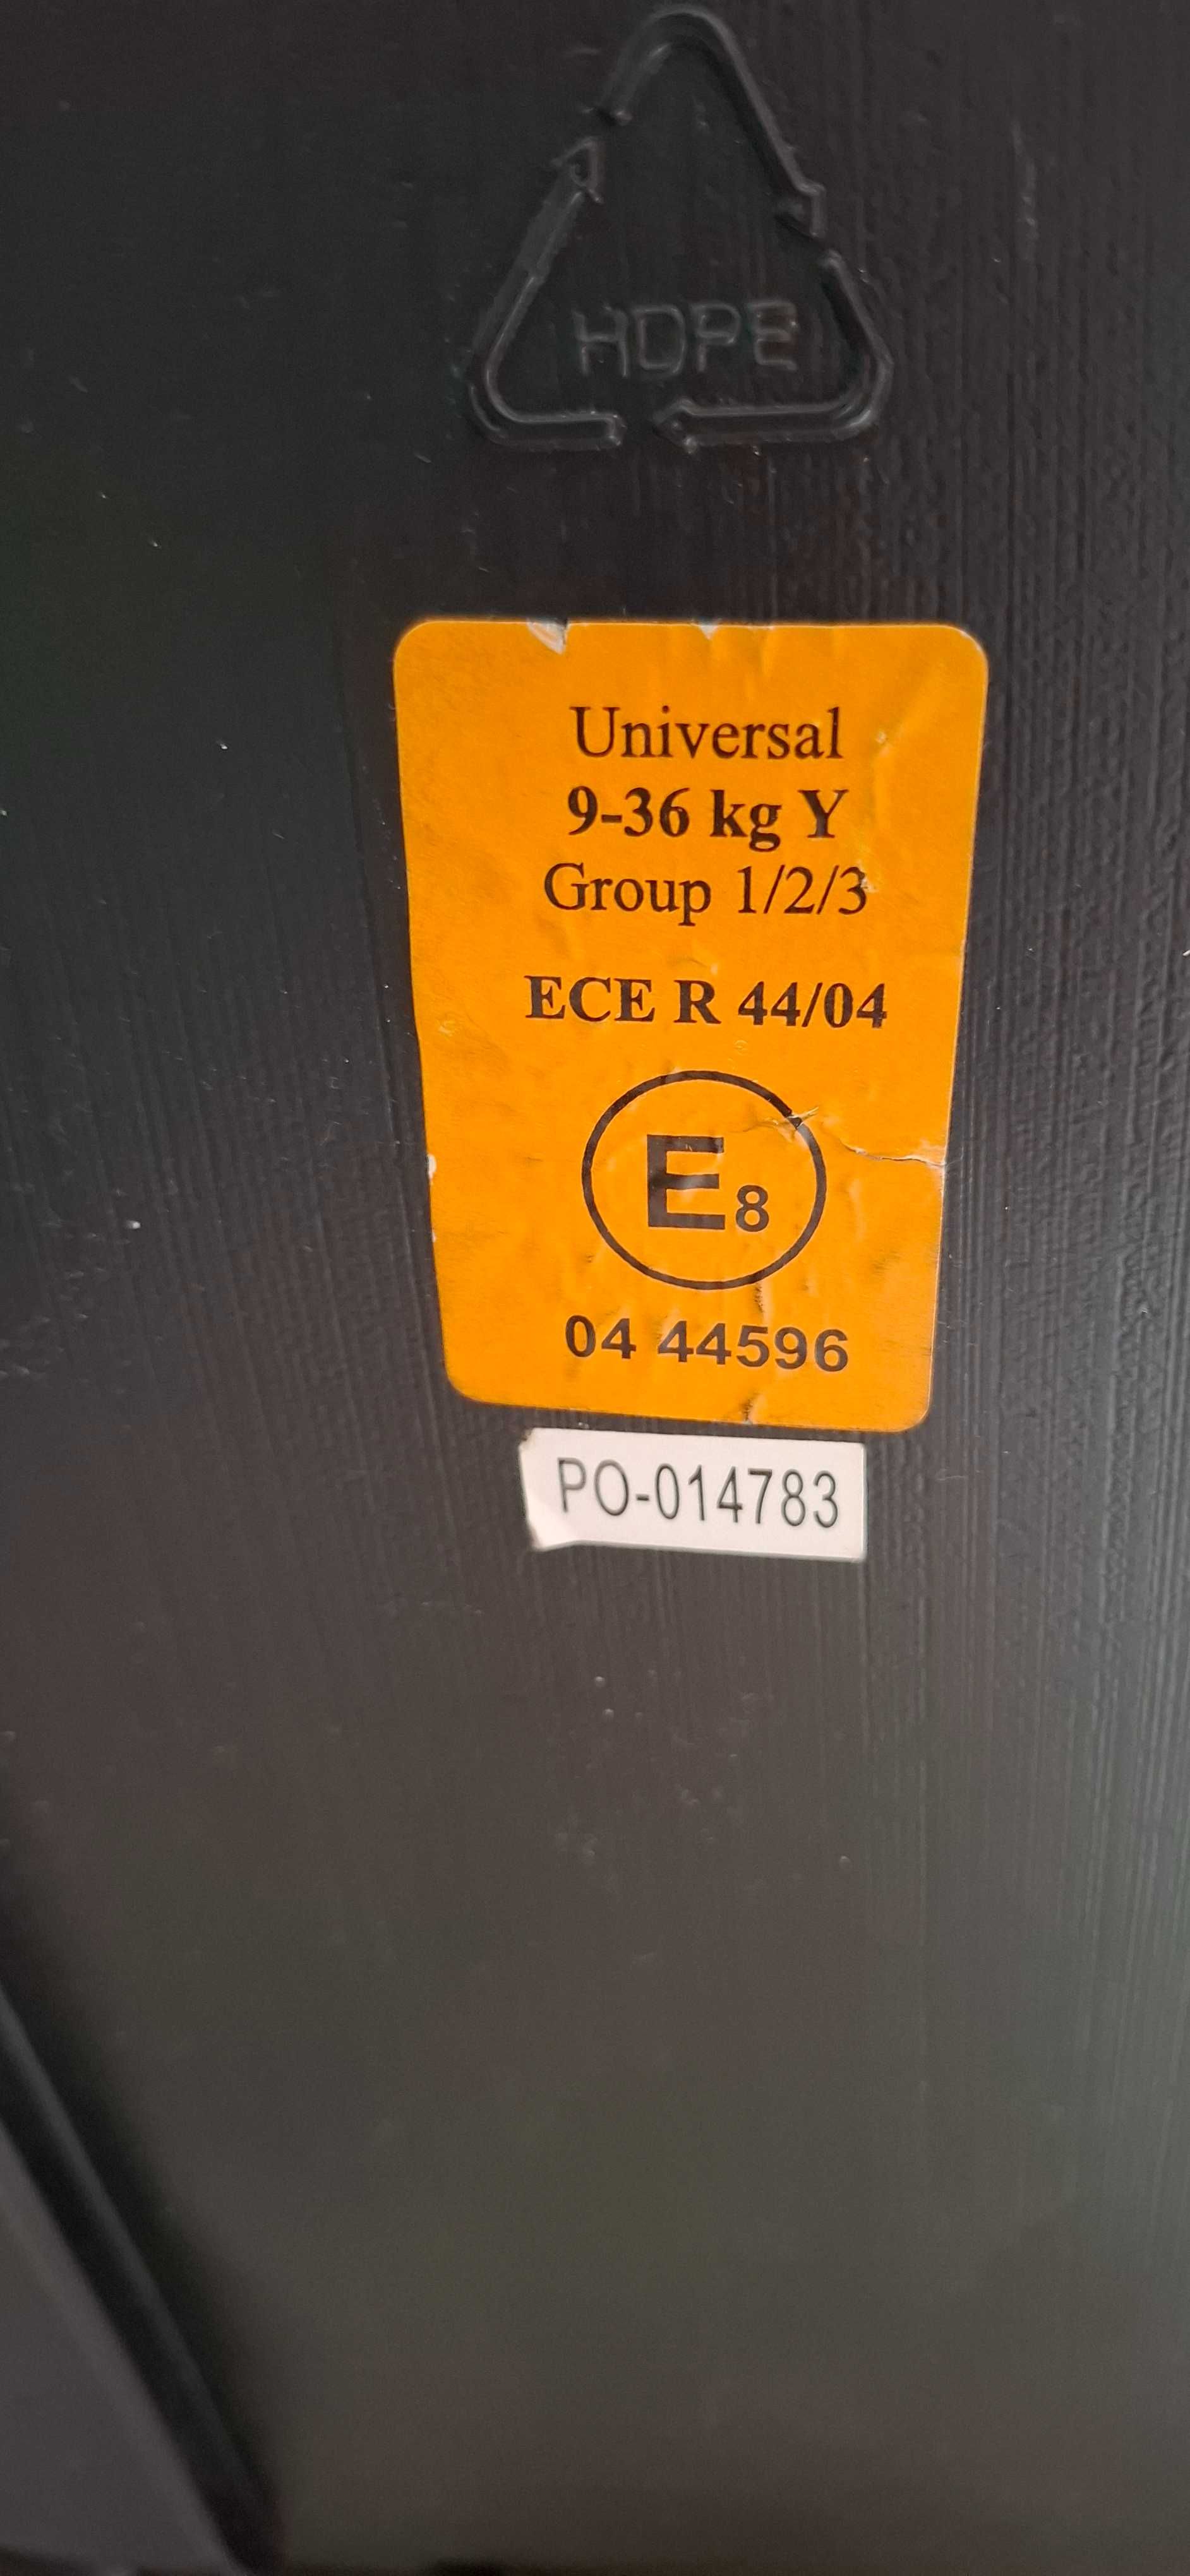 HDPE
Universal
9-36 kg Y
Group 1/2/3
ECE R 44/04
E8
04 44596
PO-014783